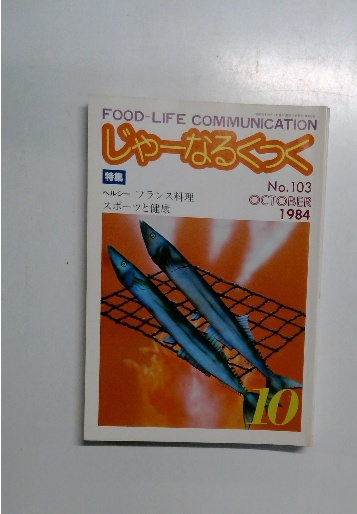 FOOD-LIFE COMMUNICATION
じゃーなるくっく
特集
ヘルシー フランス料理
スポーツと健康
No.103
OCTOBER
1984
10